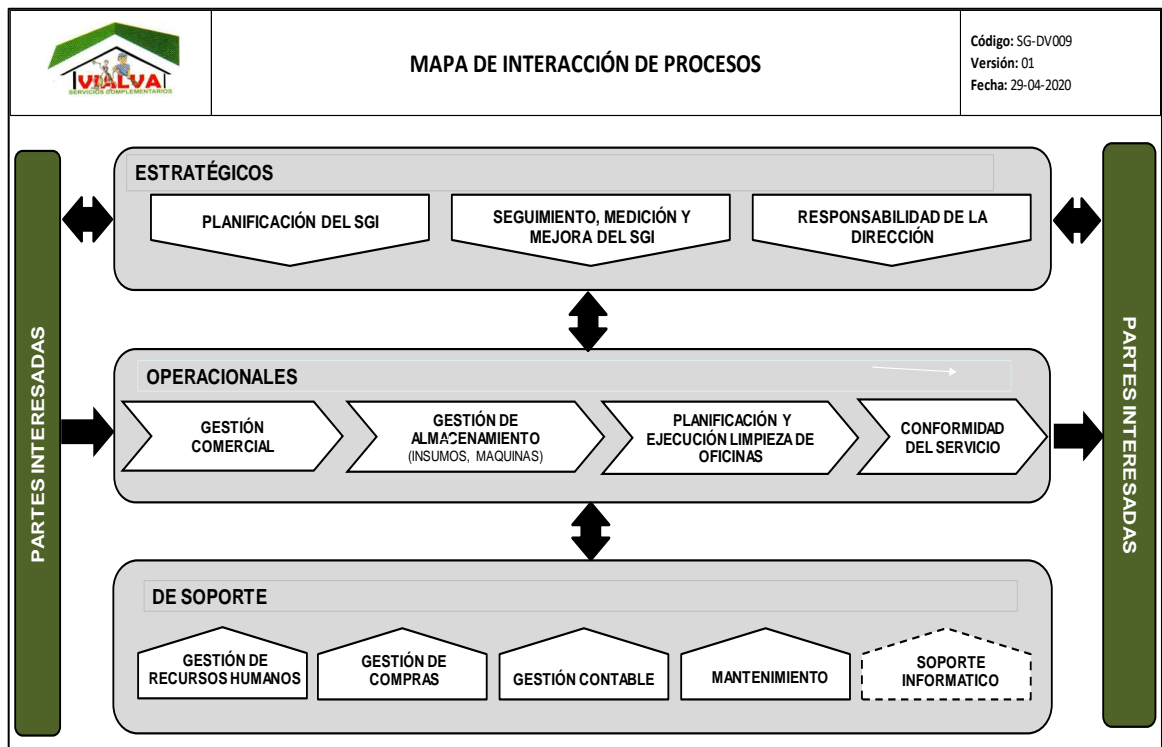 VIALVA
SERVICIOS COMPLEMENTARIOS
MAPA DE INTERACCIÓN DE PROCESOS
Código: SG-DV009
Versión: 01
Fecha: 29-04-2020
PARTES INTERESADAS
ESTRATÉGICOS
PLANIFICACIÓN DEL SGI
SEGUIMIENTO, MEDICIÓN Y
MEJORA DEL SGI
RESPONSABILIDAD DE LA
DIRECCIÓN
OPERACIONALES
GESTIÓN
COMERCIAL
GESTIÓN DE
ALMACENAMIENTO
(INSUMOS, MAQUINAS)
PLANIFICACIÓN Y
EJECUCIÓN LIMPIEZA DE
OFICINAS
CONFORMIDAD
DEL SERVICIO
DE SOPORTE
GESTIÓN DE
RECURSOS HUMANOS
GESTIÓN DE
COMPRAS
GESTIÓN CONTABLE
MANTENIMIENTO
SOPORTE
INFORMATICO
PARTES INTERESADAS